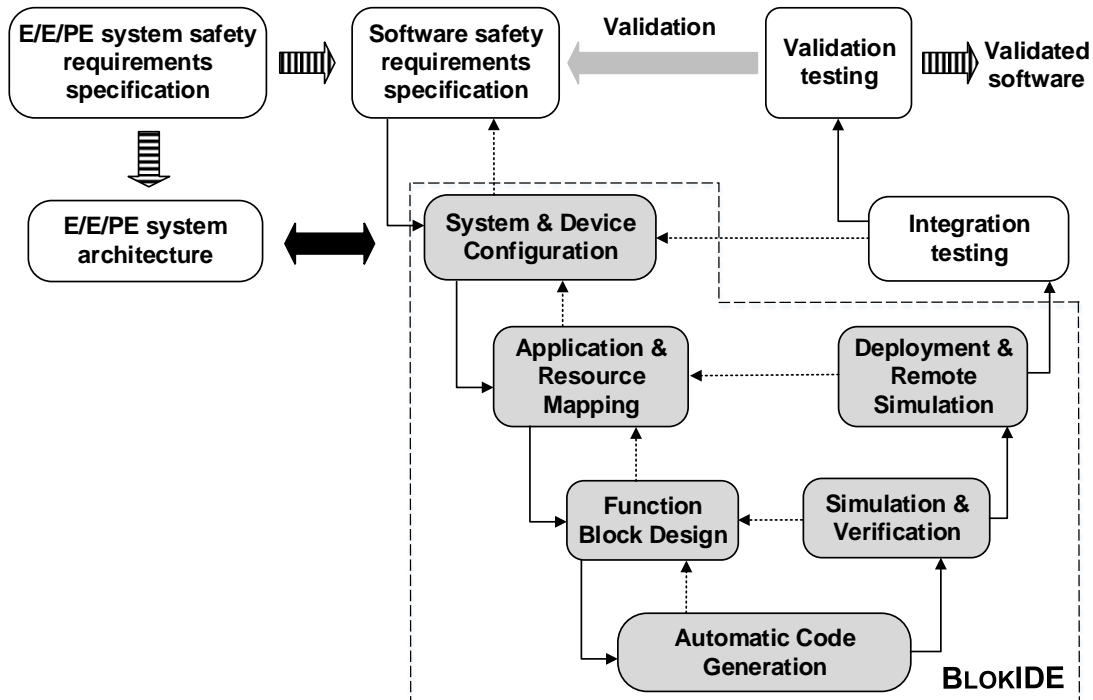 E/E/PE system safety
requirements
specification
Software safety
requirements
specification
Validation
Validation
testing
Validated
software
E/E/PE system
architecture
System & Device
Configuration
Integration
testing
Application &
Resource
Mapping
Deployment &
Remote
Simulation
Function
Block Design
Simulation &
Verification
Automatic Code
Generation
BLOKIDE